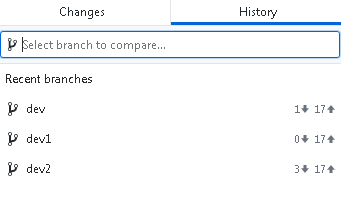 Changes History
Select branch to compare...
Recent branches
dev 1⬇ 17⬆
dev1 0⬇ 17⬆
dev2 3⬇ 17⬆